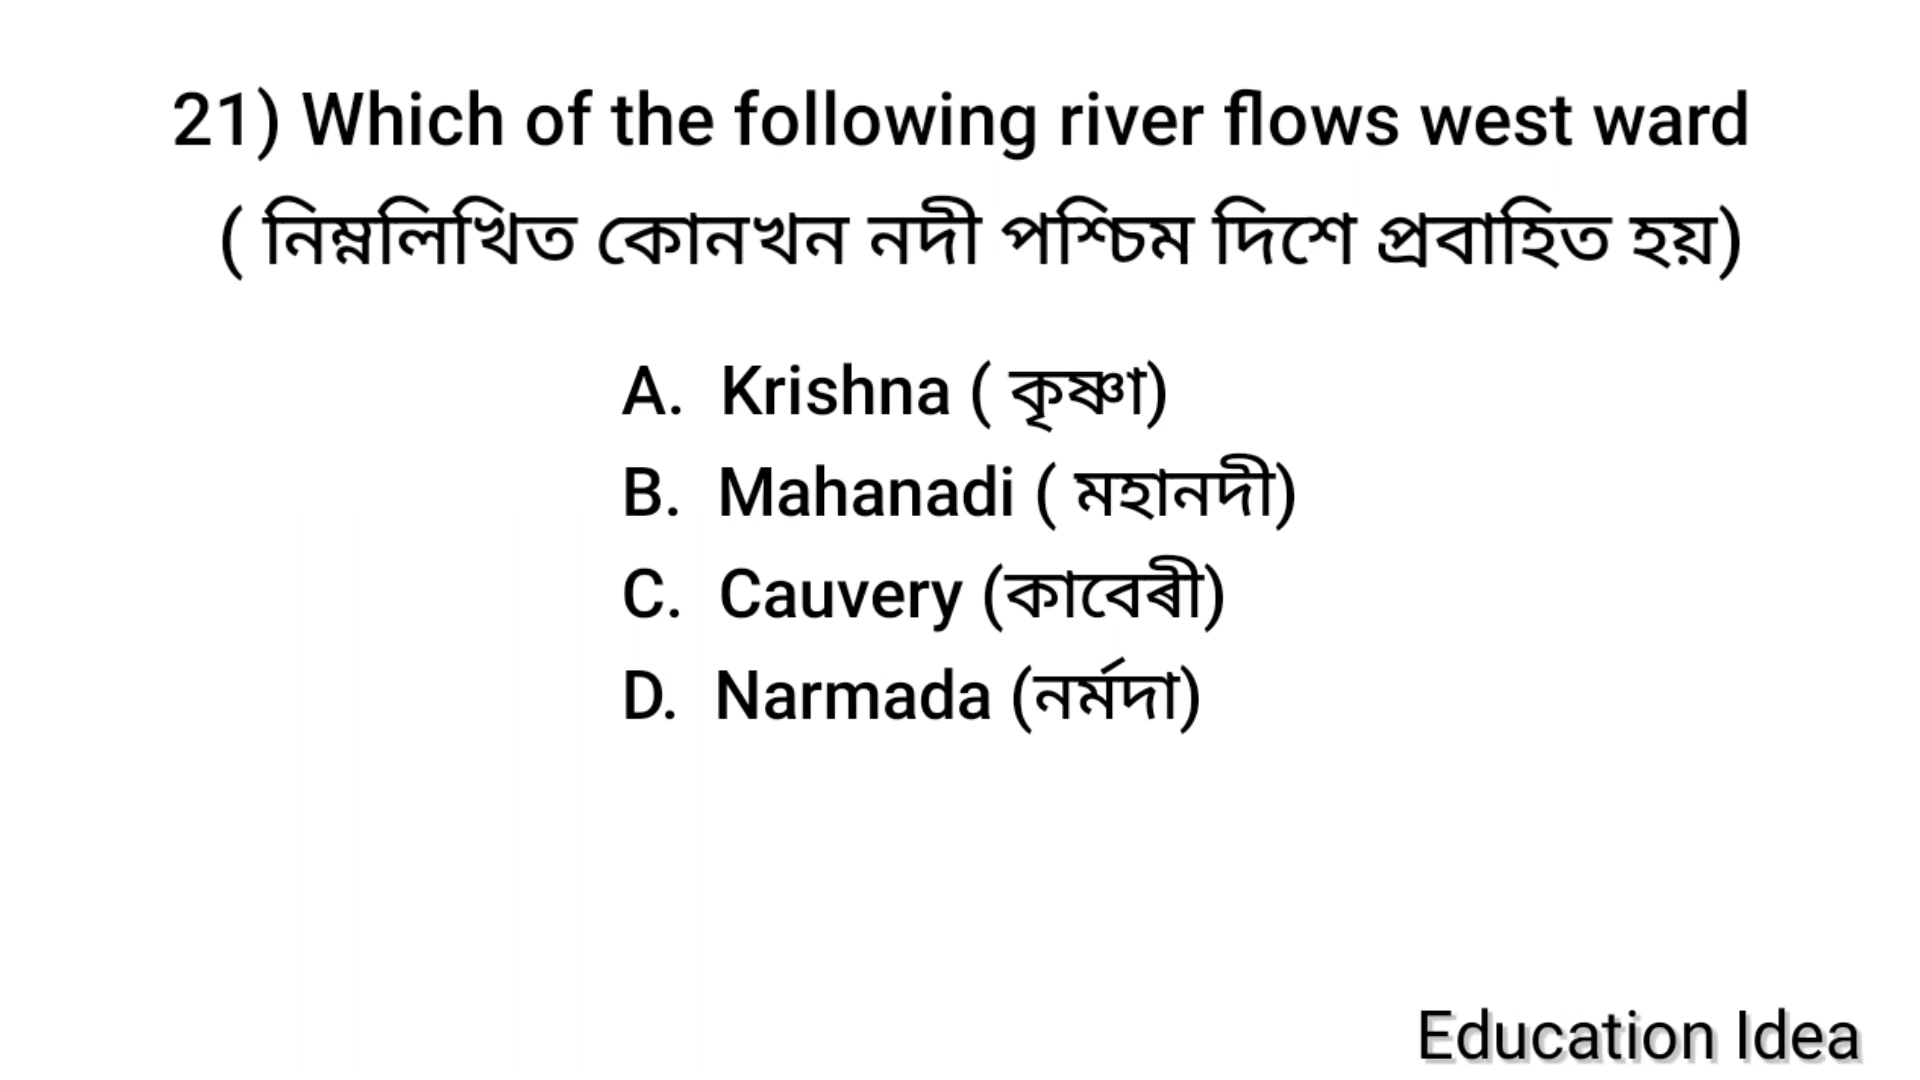 21) Which of the following river flows west ward
( নিম্নলিখিত কোনখন নদী পশ্চিম দিশে প্ৰবাহিত হয়)
A. Krishna ( কৃষ্ণা)
B. Mahanadi ( মহানদী)
C. Cauvery (কাবেৰী)
D. Narmada (নৰ্মদা)
Education Idea